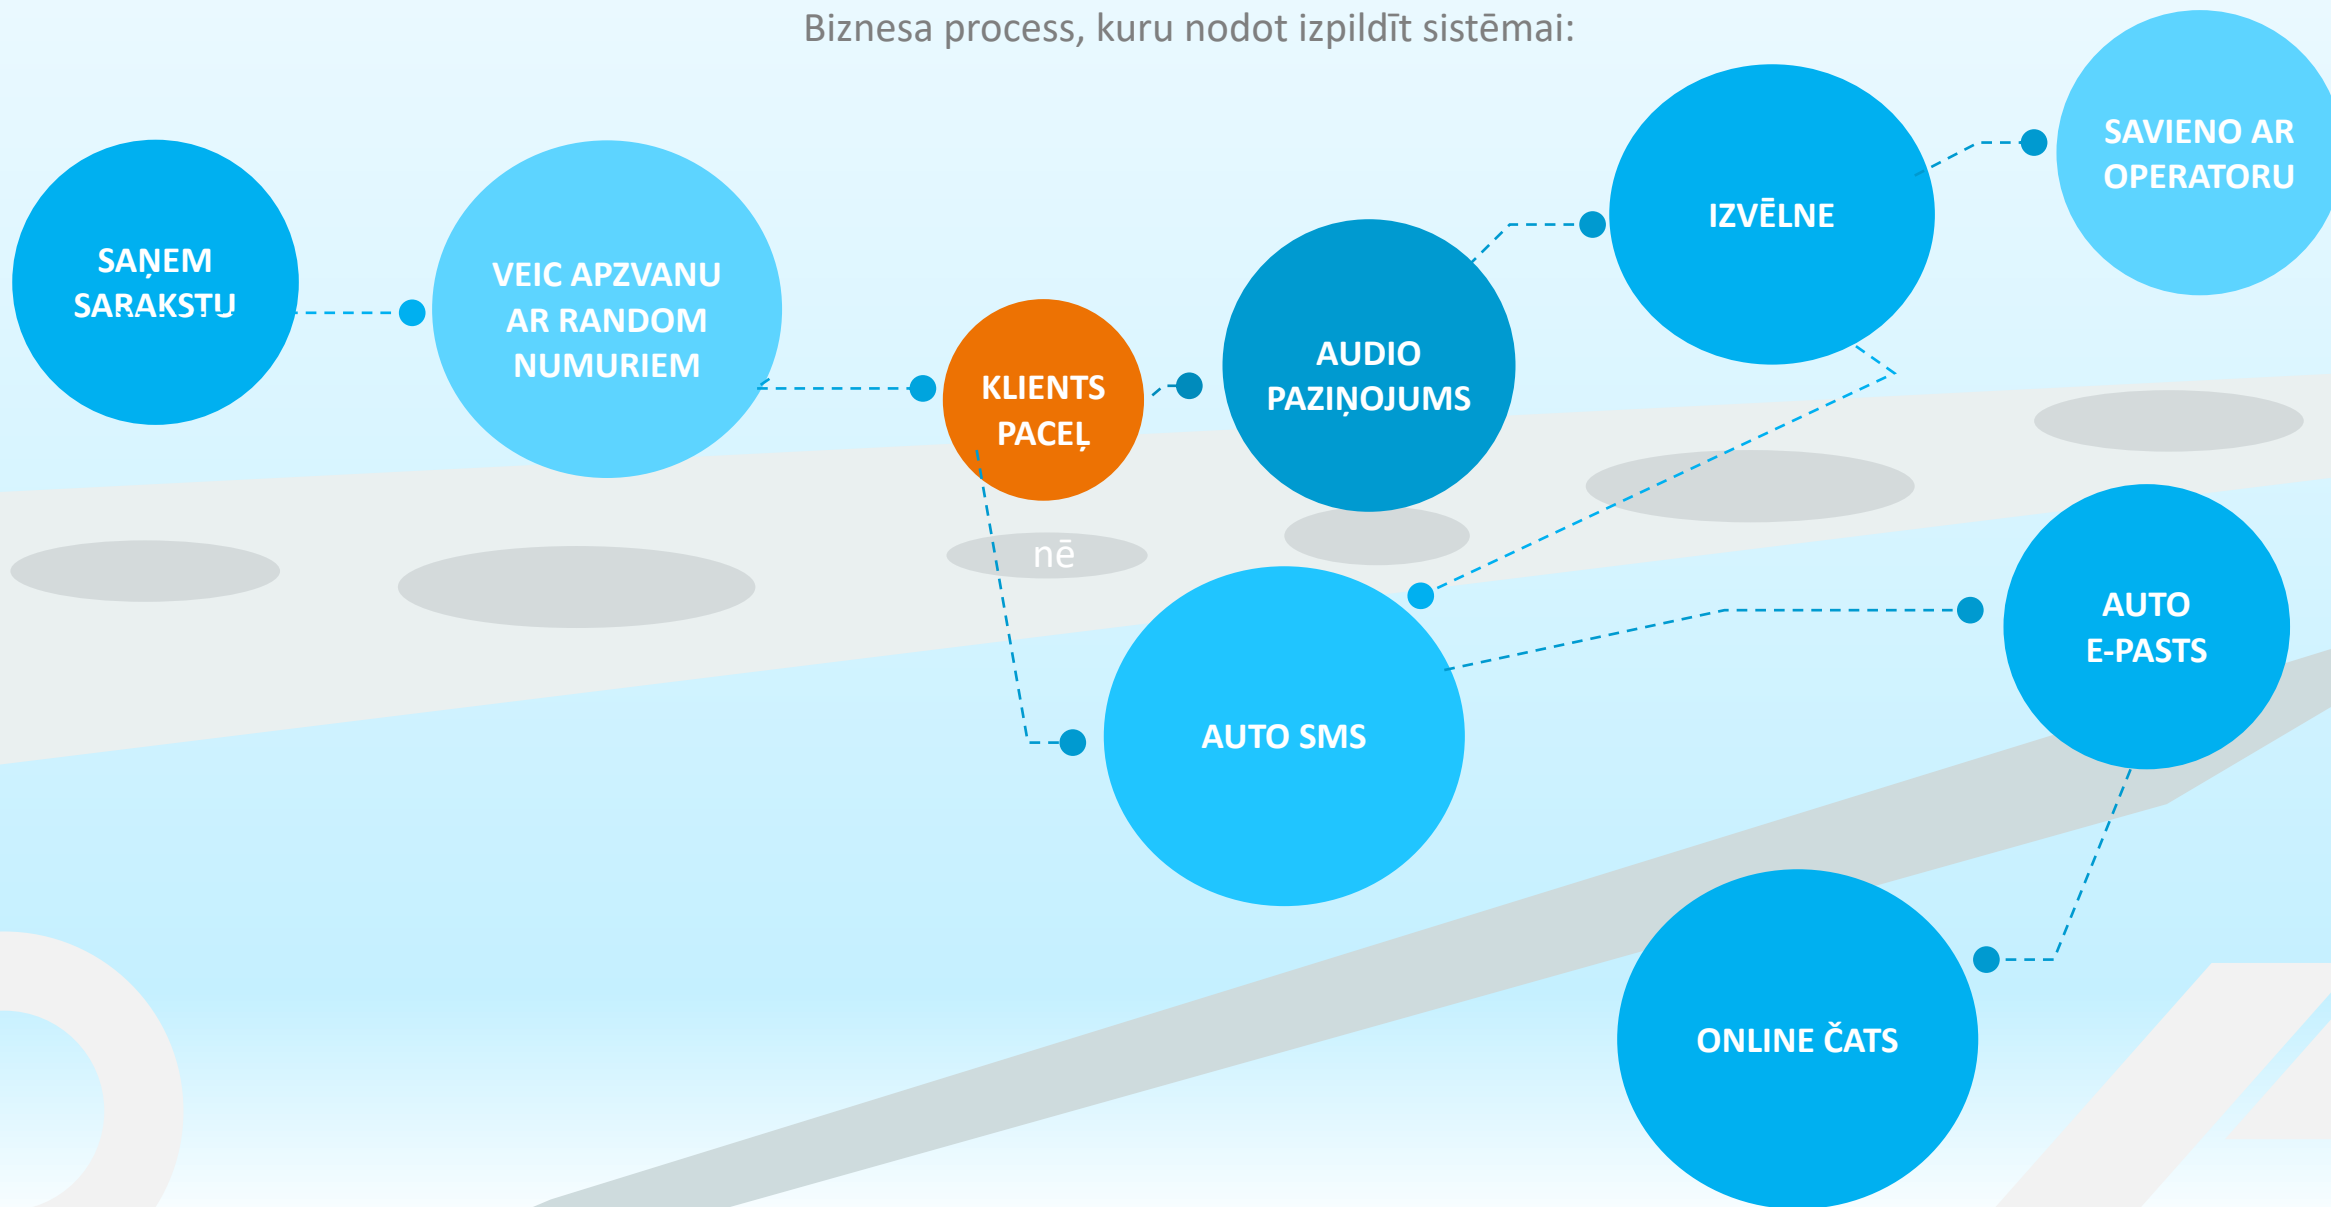 Biznesa process, kuru nodot izpildīt sistēmai:
SAŅEM
SARAKSTU
VEIC APZVANU
AR RANDOM
NUMURIEM
KLIENTS
PACEĻ
nē
AUDIO
PAZIŅOJUMS
IZVĒLNE
SAVIENO AR
OPERATORU
AUTO SMS
AUTO
E-PASTS
ONLINE ČATS